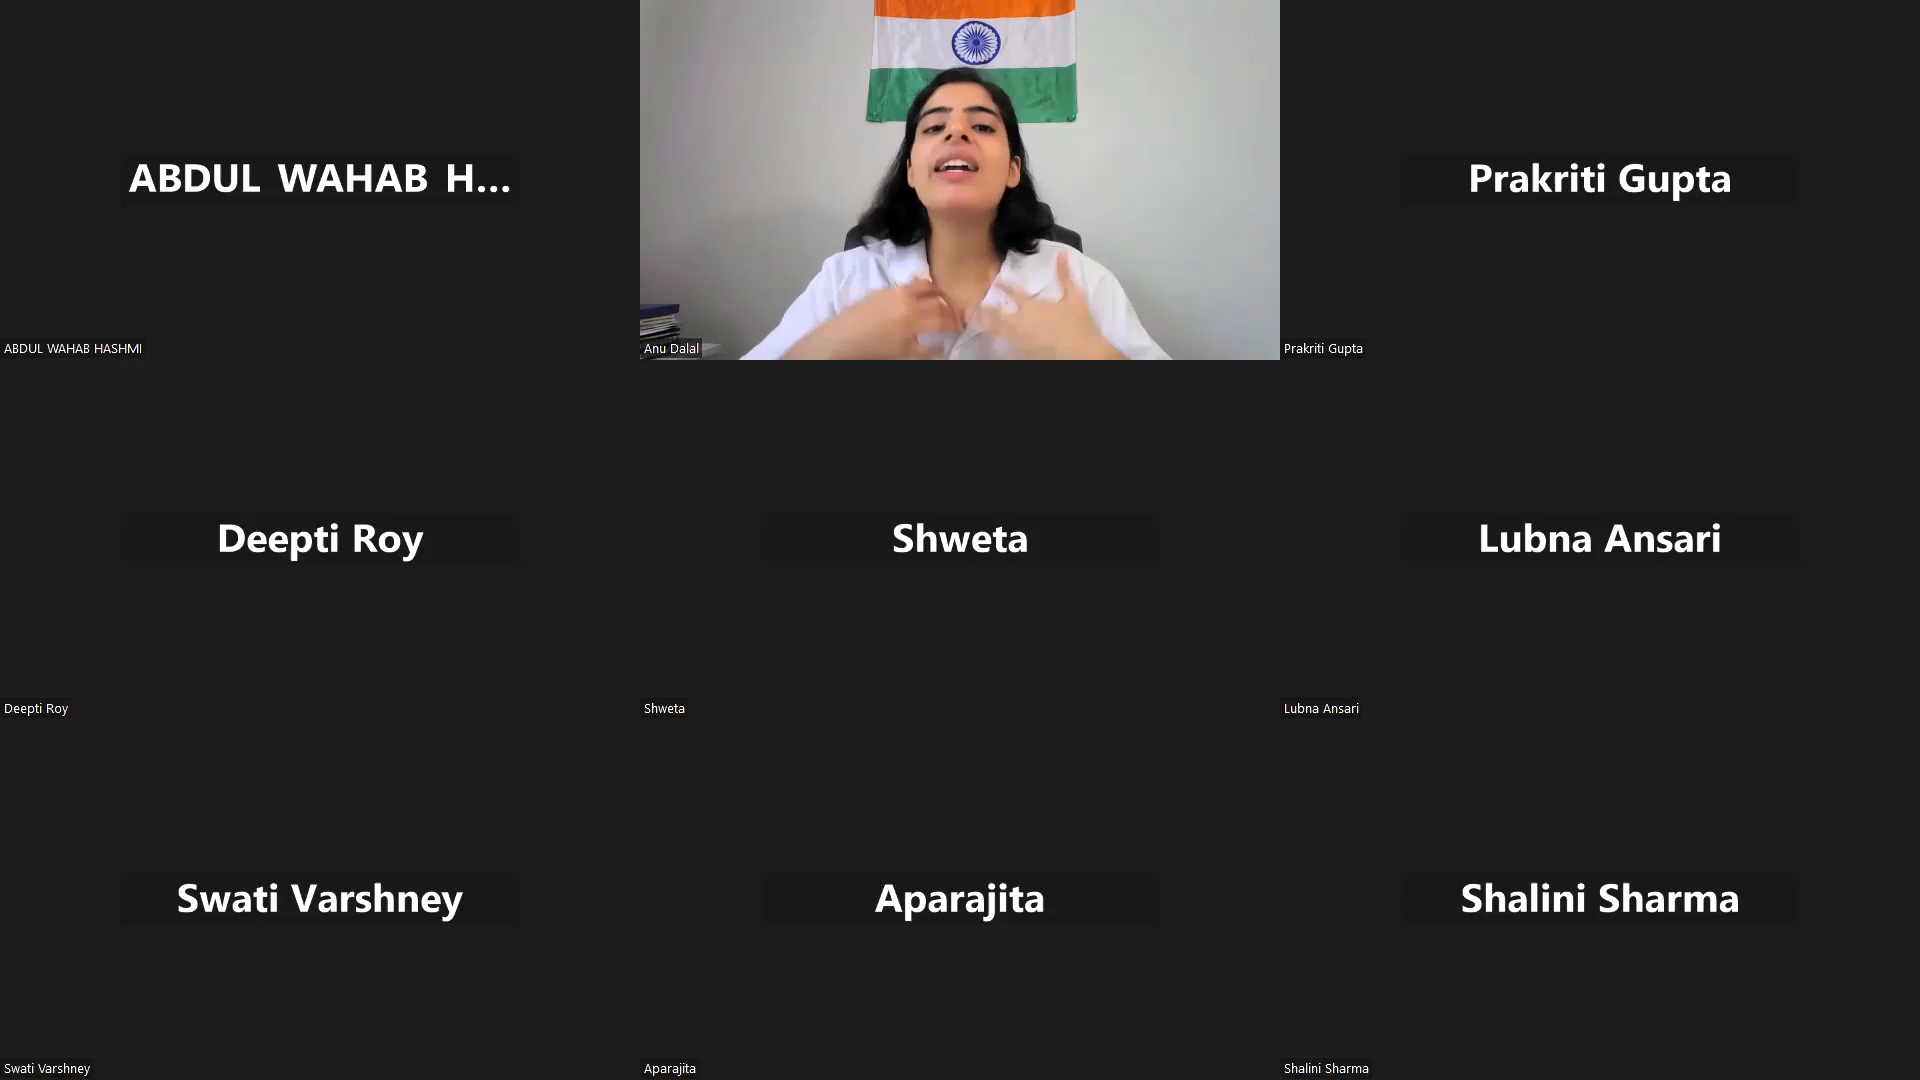 ABDUL WAHAB H...
Prakriti Gupta
ABDUL WAHAB HASHMI
Anu Dalal
Prakriti Gupta
Deepti Roy
Shweta
Lubna Ansari
Deepti Roy
Shweta
Lubna Ansari
Swati Varshney
Aparajita
Shalini Sharma
Swati Varshney
Aparajita
Shalini Sharma